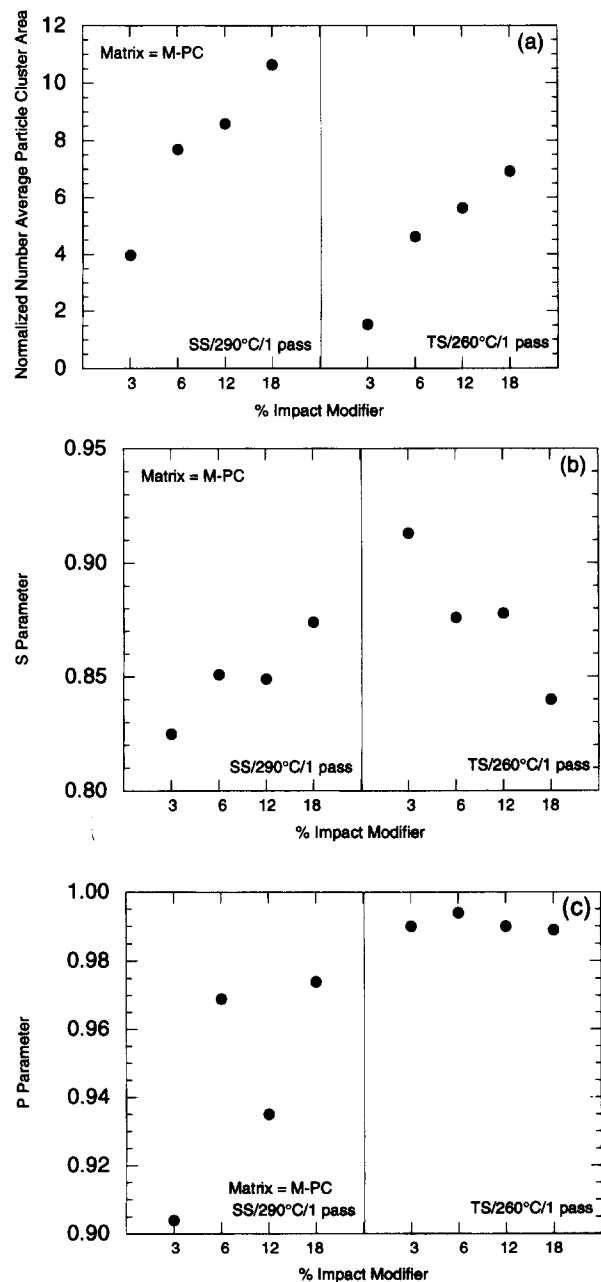 (a)
Matrix = M-PC
12
10
8
6
4
2
0
Normalized Number Average Particle Cluster Area
SS/290°C/1 pass
TS/260°C/1 pass
3 6 12 18 3 6 12 18
% Impact Modifier
(b)
Matrix = M-PC
0.95
0.90
0.85
0.80
S Parameter
SS/290°C/1 pass
TS/260°C/1 pass
3 6 12 18 3 6 12 18
% Impact Modifier
(c)
1.00
0.98
0.96
0.94
0.92
0.90
P Parameter
Matrix = M-PC
SS/290°C/1 pass
TS/260°C/1 pass
3 6 12 18 3 6 12 18
% Impact Modifier